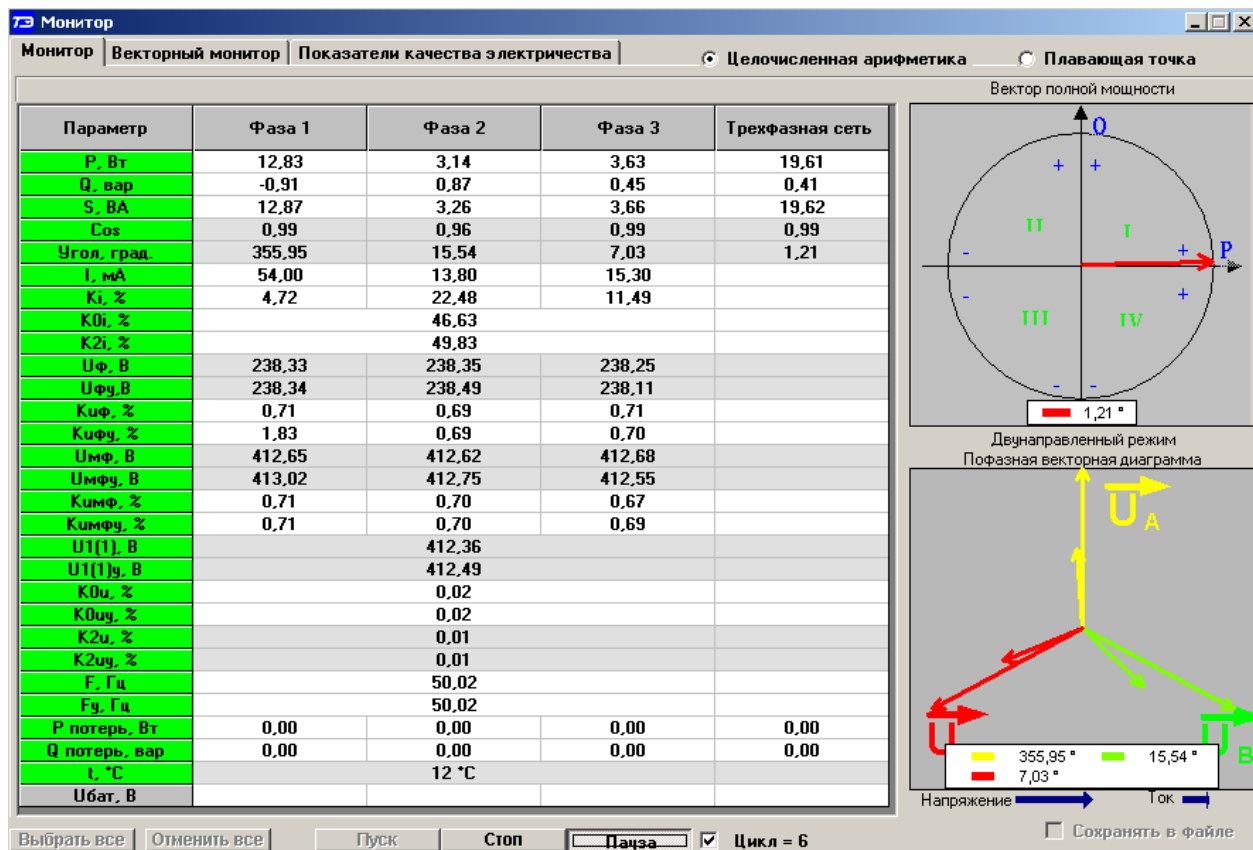 ТЭ Монитор
Монитор Векторный монитор Показатели качества электричества Целочисленная арифметика Плавающая точка
Параметр Фаза 1 Фаза 2 Фаза 3 Трехфазная сеть
P, Вт 12,83 3,14 3,63 19,61
Q, вар -0,91 0,87 0,45 0,41
S, ВА 12,87 3,26 3,66 19,62
Cos 0,99 0,96 0,99 0,99
Угол, град. 355,95 15,54 7,03 1,21
I, мА 54,00 13,80 15,30
Ki, % 4,72 22,48 11,49
K0i, % 46,63
K2i, % 49,83
Uф, В 238,33 238,35 238,25
Uфу,В 238,34 238,49 238,11
Kuф, % 0,71 0,69 0,71
Kuфу, % 1,83 0,69 0,70
Uмф, В 412,65 412,62 412,68
Uмфу, В 413,02 412,75 412,55
Kuмф, % 0,71 0,70 0,67
Kuмфу, % 0,71 0,70 0,69
U1(1), В 412,36
U1(1)у, В 412,49
K0u, % 0,02
K0uу, % 0,02
K2u, % 0,01
K2uу, % 0,01
F, Гц 50,02
Fу, Гц 50,02
P потерь, Вт 0,00 0,00 0,00 0,00
Q потерь, вар 0,00 0,00 0,00 0,00
t, °C 12 °C
Uбат, В
Вектор полной мощности
Q
+ +
II I
- + P
- +
III IV
- -
1,21 °
Двунаправленный режим
Пофазная векторная диаграмма
U A
U
U B
355,95 ° 15,54 °
7,03 °
Напряжение Ток
Сохранять в файле
Выбрать все Отменить все Пуск Стоп Пауза Цикл = 6